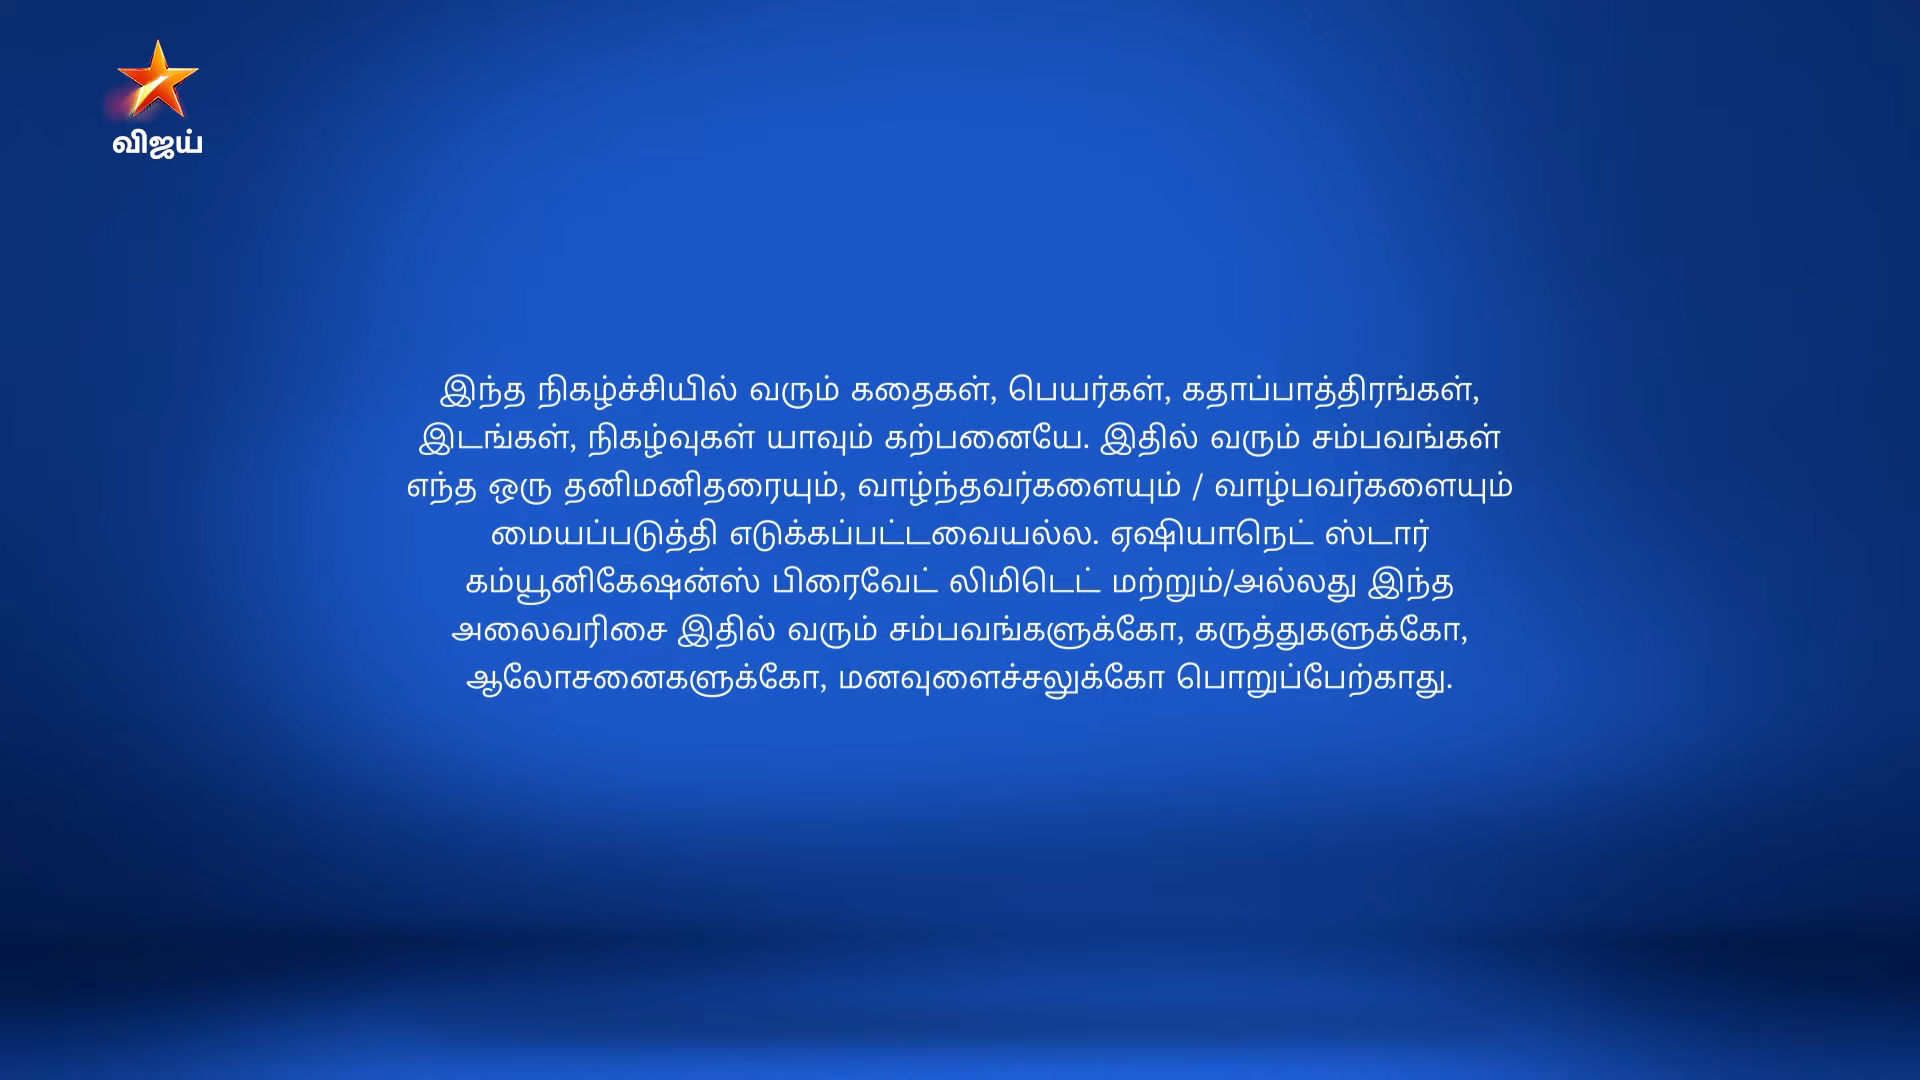 விஜய்
இந்த நிகழ்ச்சியில் வரும் கதைகள், பெயர்கள், கதாப்பாத்திரங்கள்,
இடங்கள், நிகழ்வுகள் யாவும் கற்பனையே. இதில் வரும் சம்பவங்கள்
எந்த ஒரு தனிமனிதரையும், வாழ்ந்தவர்களையும் / வாழ்பவர்களையும்
மையப்படுத்தி எடுக்கப்பட்டவையல்ல. ஏஷியாநெட் ஸ்டார்
கம்யூனிகேஷன்ஸ் பிரைவேட் லிமிடெட் மற்றும்/அல்லது இந்த
அலைவரிசை இதில் வரும் சம்பவங்களுக்கோ, கருத்துகளுக்கோ,
ஆலோசனைகளுக்கோ, மனவுளைச்சலுக்கோ பொறுப்பேற்காது.